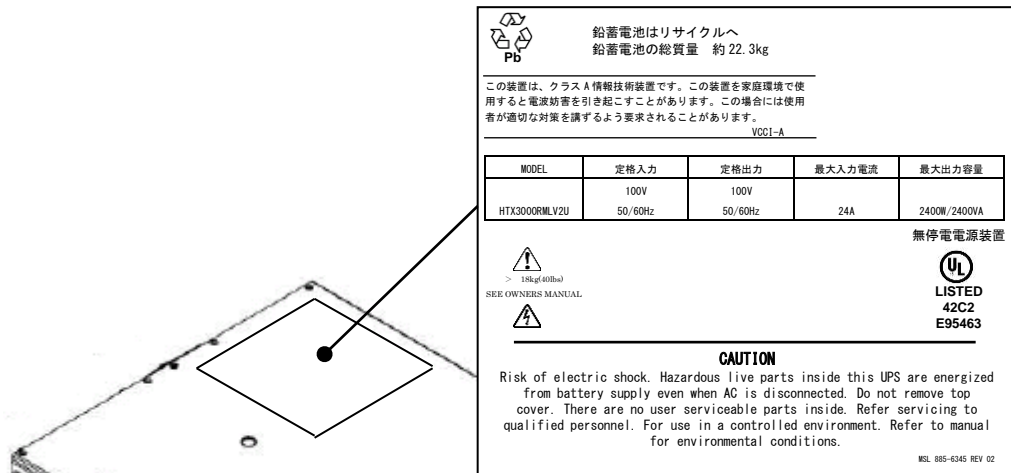 鉛蓄電池はリサイクルへ
鉛蓄電池の総質量　約 22.3kg
Pb
この装置は、クラス A 情報技術装置です。この装置を家庭環境で使
用すると電波妨害を引き起こすことがあります。この場合には使用
者が適切な対策を講ずるよう要求されることがあります。
VCCI-A
MODEL 定格入力 定格出力 最大入力電流 最大出力容量
100V 100V
HTX3000RMLV2U 50/60Hz 50/60Hz 24A 2400W/2400VA
無停電電源装置
> 18kg(40lbs)
SEE OWNERS MANUAL
UL
LISTED
42C2
E95463
CAUTION
Risk of electric shock. Hazardous live parts inside this UPS are energized
from battery supply even when AC is disconnected. Do not remove top
cover. There are no user serviceable parts inside. Refer servicing to
qualified personnel. For use in a controlled environment. Refer to manual
for environmental conditions.
MSL 885-6345 REV 02